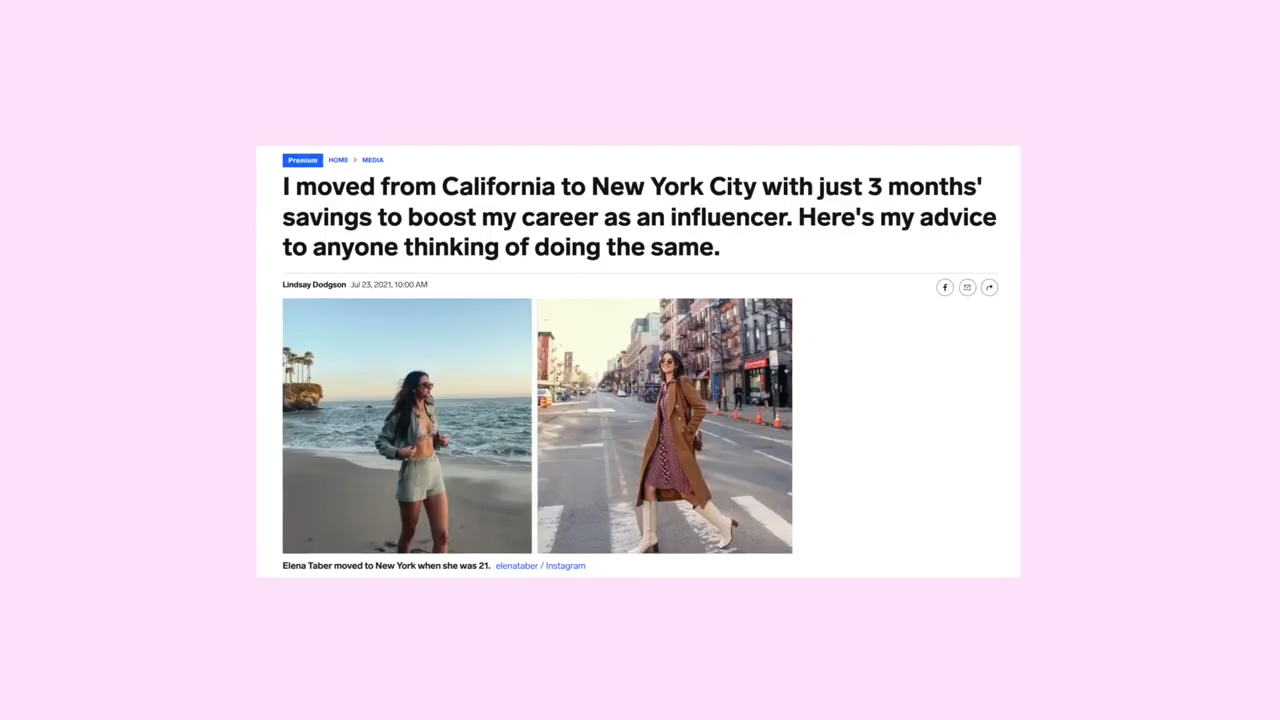 Premium HOME > MEDIA
I moved from California to New York City with just 3 months'
savings to boost my career as an influencer. Here's my advice
to anyone thinking of doing the same.
Lindsay Dodgson Jul 23, 2021, 10:00 AM
Elena Taber moved to New York when she was 21. elenataber / Instagram